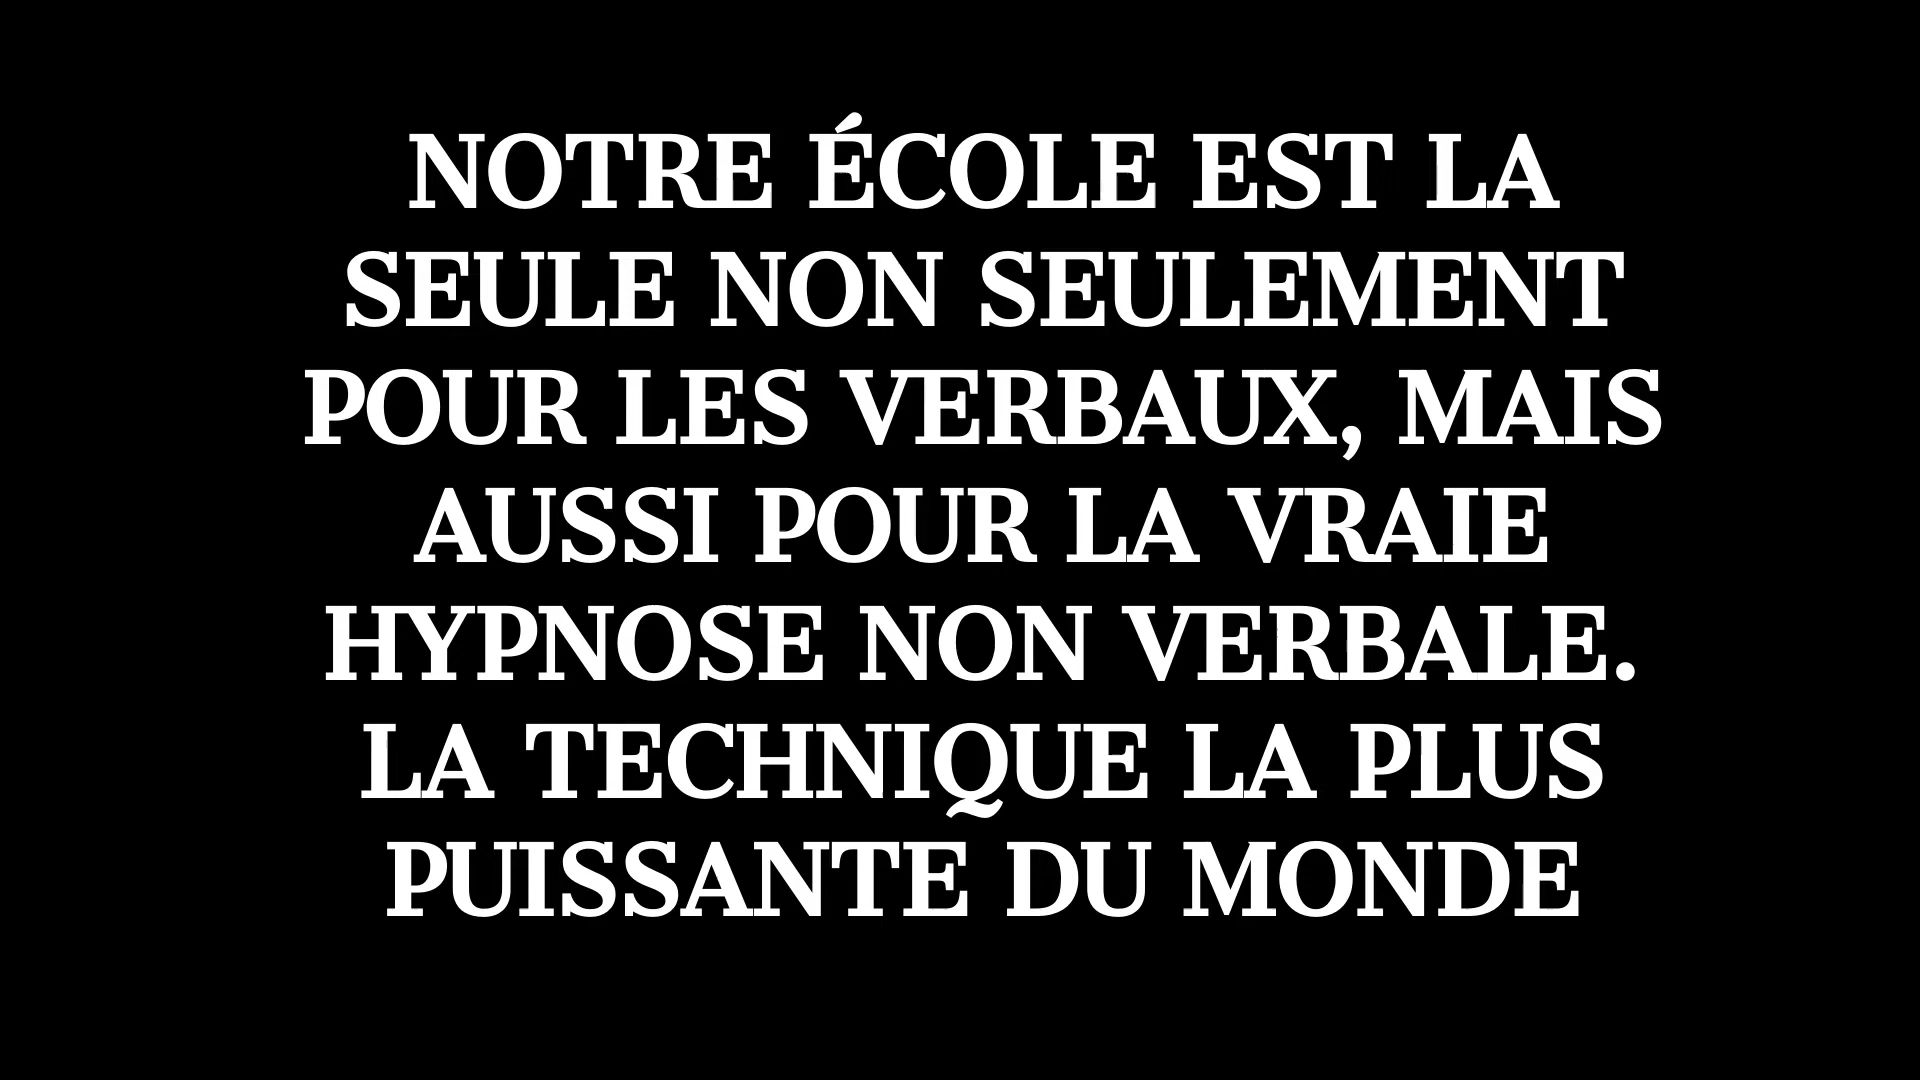 NOTRE ÉCOLE EST LA
SEULE NON SEULEMENT
POUR LES VERBAUX, MAIS
AUSSI POUR LA VRAIE
HYPNOSE NON VERBALE.
LA TECHNIQUE LA PLUS
PUISSANTE DU MONDE